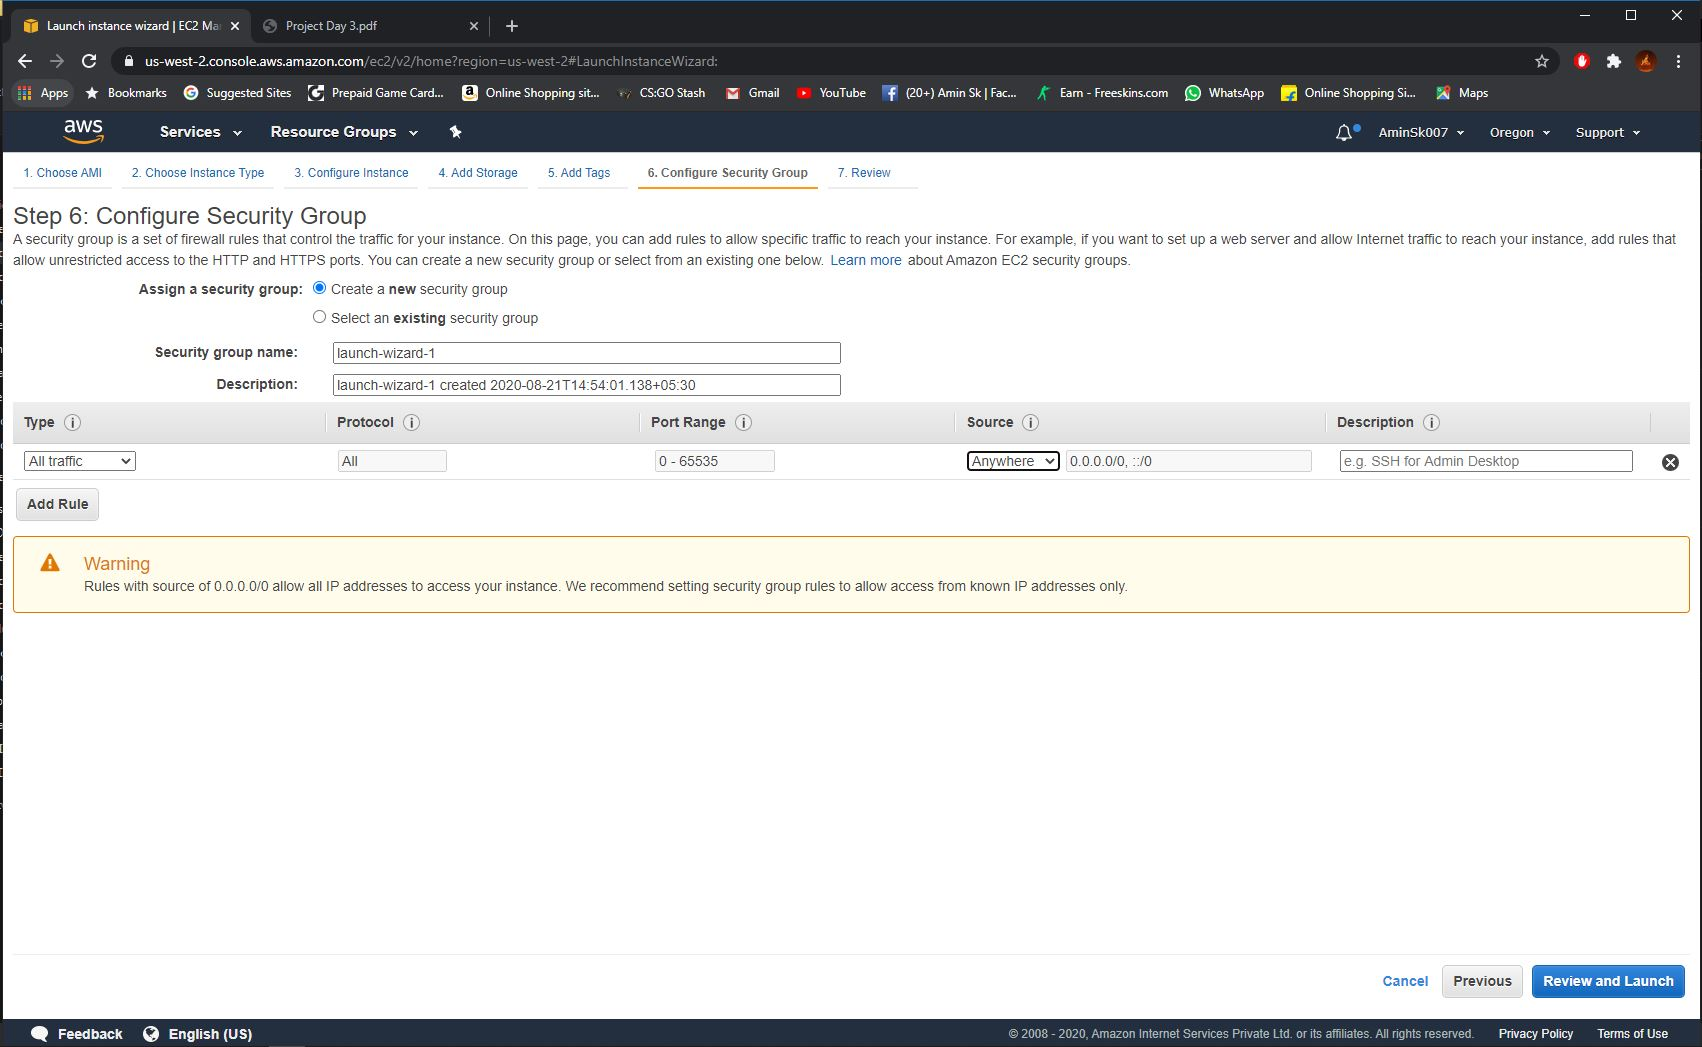 Launch instance wizard | EC2 Ma
Project Day 3.pdf
us-west-2.console.aws.amazon.com/ec2/v2/home?region=us-west-2#LaunchInstanceWizard:
Apps Bookmarks Suggested Sites Prepaid Game Card... Online Shopping sit... CS:GO Stash Gmail YouTube (20+) Amin Sk | Fac... Earn - Freeskins.com WhatsApp Online Shopping Si... Maps
aws Services Resource Groups AminSk007 Oregon Support
1. Choose AMI 2. Choose Instance Type 3. Configure Instance 4. Add Storage 5. Add Tags 6. Configure Security Group 7. Review
Step 6: Configure Security Group
A security group is a set of firewall rules that control the traffic for your instance. On this page, you can add rules to allow specific traffic to reach your instance. For example, if you want to set up a web server and allow Internet traffic to reach your instance, add rules that
allow unrestricted access to the HTTP and HTTPS ports. You can create a new security group or select from an existing one below. Learn more about Amazon EC2 security groups.
Assign a security group: Create a new security group
Select an existing security group
Security group name: launch-wizard-1
Description: launch-wizard-1 created 2020-08-21T14:54:01.138+05:30
Type Protocol Port Range Source Description
All traffic All 0 - 65535 Anywhere 0.0.0.0/0, ::/0 e.g. SSH for Admin Desktop
Add Rule
Warning
Rules with source of 0.0.0.0/0 allow all IP addresses to access your instance. We recommend setting security group rules to allow access from known IP addresses only.
Cancel Previous Review and Launch
Feedback English (US) © 2008 - 2020, Amazon Internet Services Private Ltd. or its affiliates. All rights reserved. Privacy Policy Terms of Use